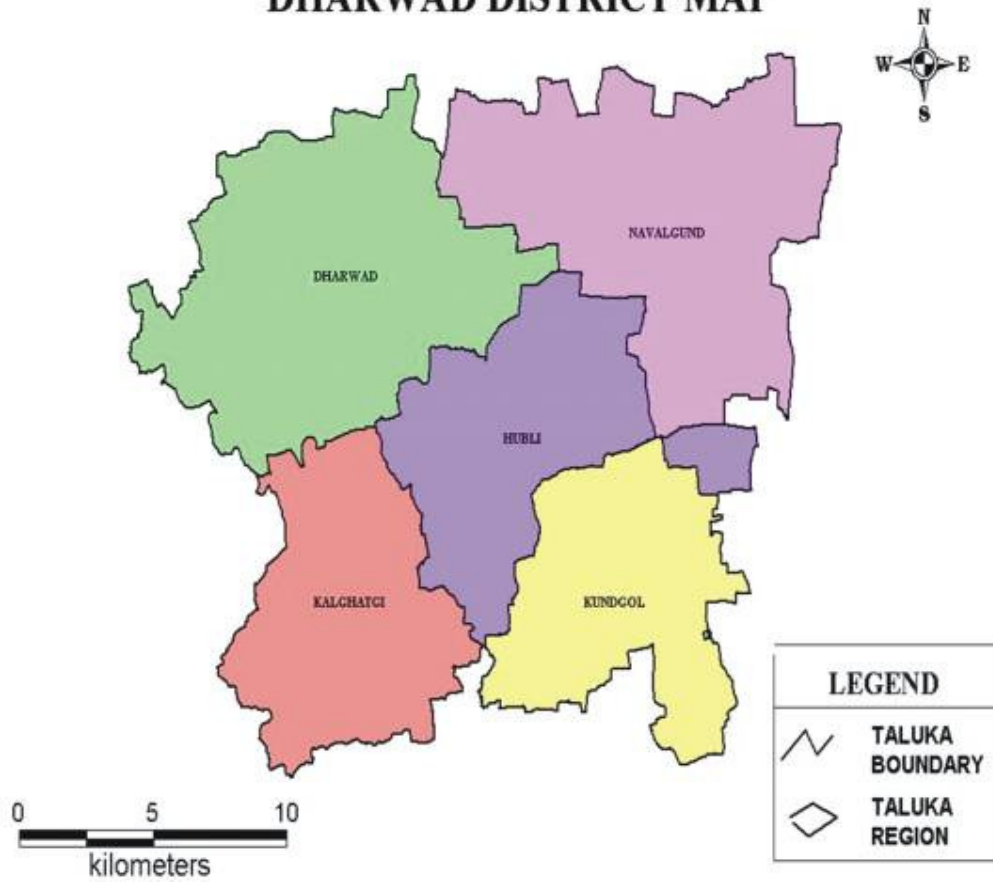 DHARWAD DISTRICT MAP
N
W E
S
NAVALGUND
DHARWAD
HUBLI
KALGHATGI
KUNDGOL
LEGEND
TALUKA
BOUNDARY
TALUKA
REGION
0 5 10
kilometers